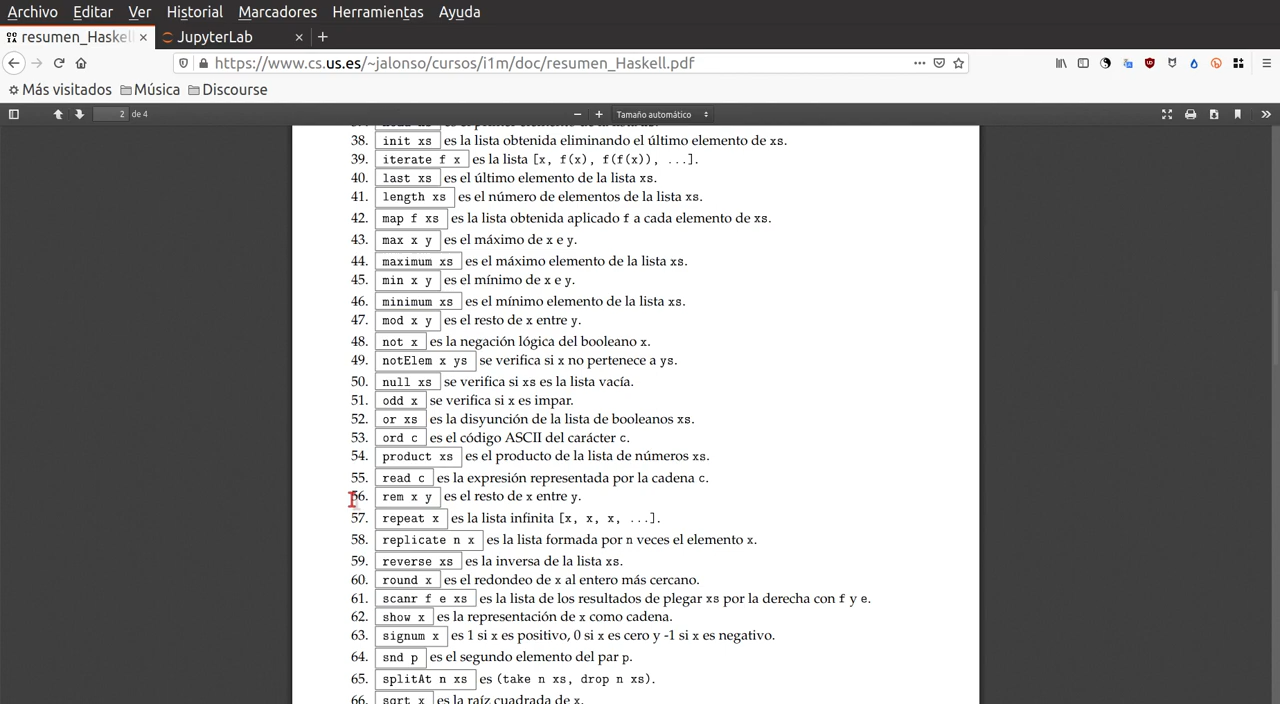 Archivo Editar Ver Historial Marcadores Herramientas Ayuda
resumen_Haskell JupyterLab
https://www.cs.us.es/~jalonso/cursos/i1m/doc/resumen_Haskell.pdf
Más visitados Música Discourse
2 de 4 Tamaño automático
38. init xs es la lista obtenida eliminando el último elemento de xs.
39. iterate f x es la lista [x, f(x), f(f(x)), ...].
40. last xs es el último elemento de la lista xs.
41. length xs es el número de elementos de la lista xs.
42. map f xs es la lista obtenida aplicado f a cada elemento de xs.
43. max x y es el máximo de x e y.
44. maximum xs es el máximo elemento de la lista xs.
45. min x y es el mínimo de x e y.
46. minimum xs es el mínimo elemento de la lista xs.
47. mod x y es el resto de x entre y.
48. not x es la negación lógica del booleano x.
49. notElem x ys se verifica si x no pertenece a ys.
50. null xs se verifica si xs es la lista vacía.
51. odd x se verifica si x es impar.
52. or xs es la disyunción de la lista de booleanos xs.
53. ord c es el código ASCII del carácter c.
54. product xs es el producto de la lista de números xs.
55. read c es la expresión representada por la cadena c.
56. rem x y es el resto de x entre y.
57. repeat x es la lista infinita [x, x, x, ...].
58. replicate n x es la lista formada por n veces el elemento x.
59. reverse xs es la inversa de la lista xs.
60. round x es el redondeo de x al entero más cercano.
61. scanr f e xs es la lista de los resultados de plegar xs por la derecha con f y e.
62. show x es la representación de x como cadena.
63. signum x es 1 si x es positivo, 0 si x es cero y -1 si x es negativo.
64. snd p es el segundo elemento del par p.
65. splitAt n xs es (take n xs, drop n xs).
66. sqrt x es la raíz cuadrada de x.